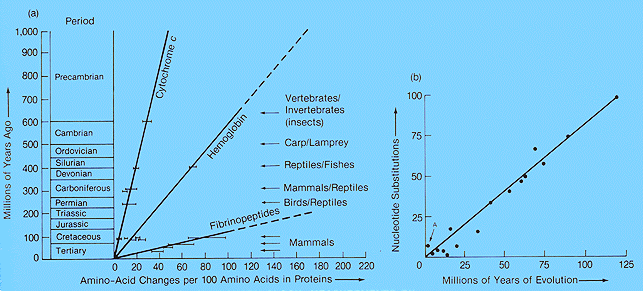 (a)
Period
1,000
900
800
700
600
500
400
300
200
100
0
Millions of Years Ago
Precambrian
Cambrian
Ordovician
Silurian
Devonian
Carboniferous
Permian
Triassic
Jurassic
Cretaceous
Tertiary
Cytochrome c
Hemoglobin
Fibrinopeptides
Vertebrates/
Invertebrates
(insects)
Carp/Lamprey
Reptiles/Fishes
Mammals/Reptiles
Birds/Reptiles
Mammals
0 20 40 60 80 100 120 140 160 180 200 220
Amino–Acid Changes per 100 Amino Acids in Proteins
(b)
Nucleotide Substitutions
100
75
50
25
A
0 25 50 75 100 125
Millions of Years of Evolution